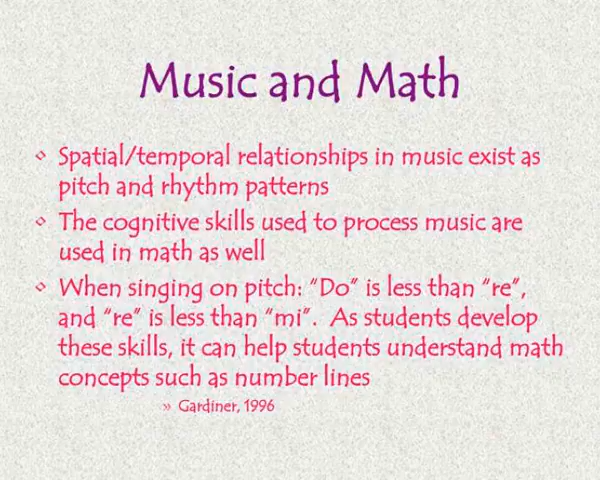 Music and Math
• Spatial/temporal relationships in music exist as
pitch and rhythm patterns
• The cognitive skills used to process music are
used in math as well
• When singing on pitch: “Do” is less than “re”,
and “re” is less than “mi”.  As students develop
these skills, it can help students understand math
concepts such as number lines
» Gardiner, 1996